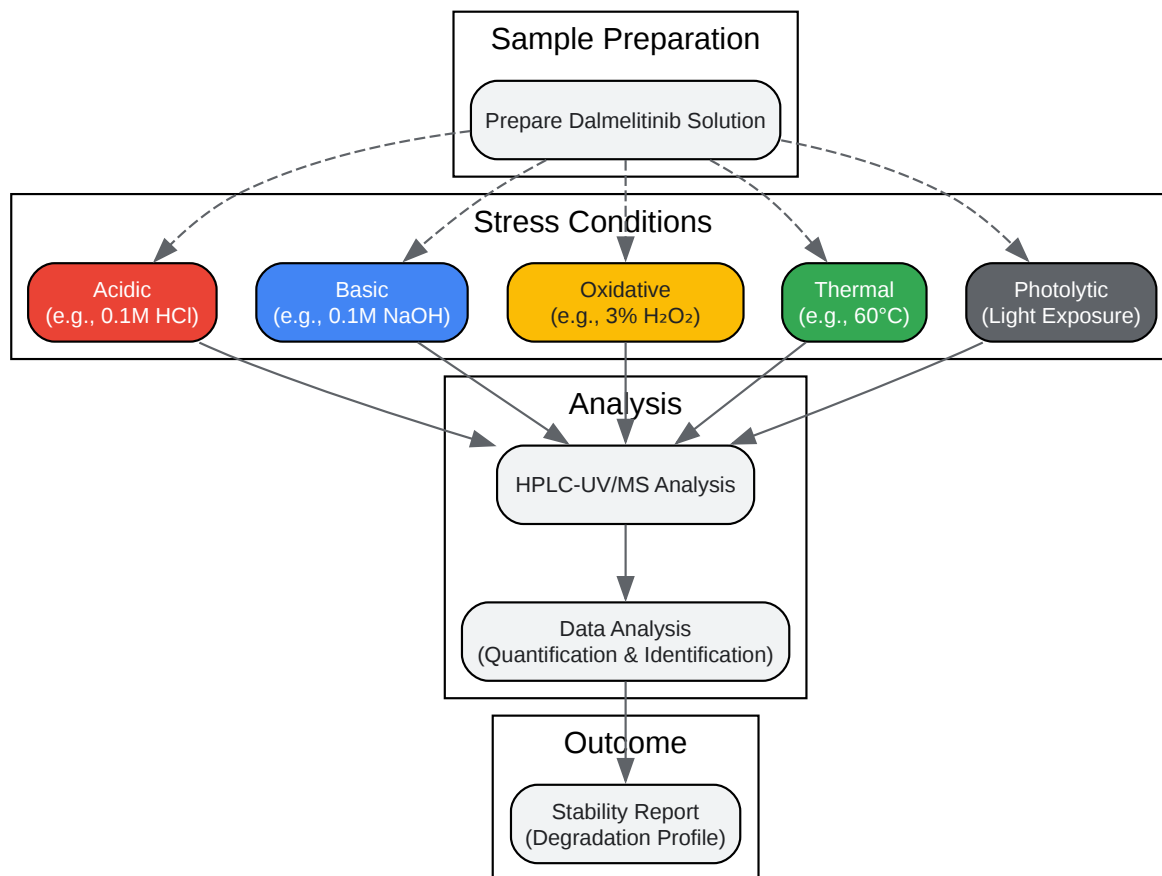 Sample Preparation
Prepare Dalmelitinib Solution
Stress Conditions
Acidic
(e.g., 0.1M HCl)
Basic
(e.g., 0.1M NaOH)
Oxidative
(e.g., 3% H₂O₂)
Thermal
(e.g., 60°C)
Photolytic
(Light Exposure)
Analysis
HPLC-UV/MS Analysis
Data Analysis
(Quantification & Identification)
Outcome
Stability Report
(Degradation Profile)